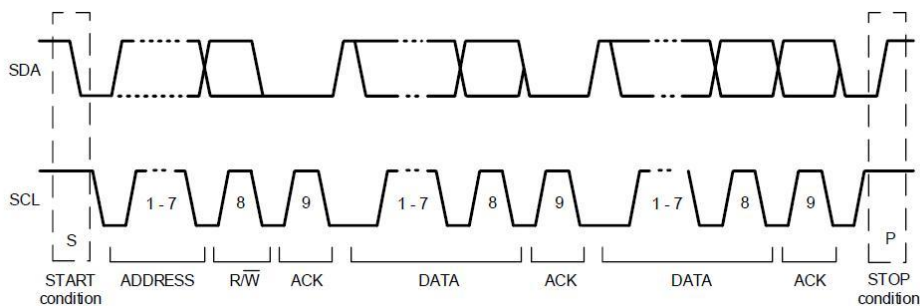 SDA
SCL
1 - 7
8
9
1 - 7
8
9
1 - 7
8
9
S
P
START
condition
ADDRESS
R/W̅
ACK
DATA
ACK
DATA
ACK
STOP
condition